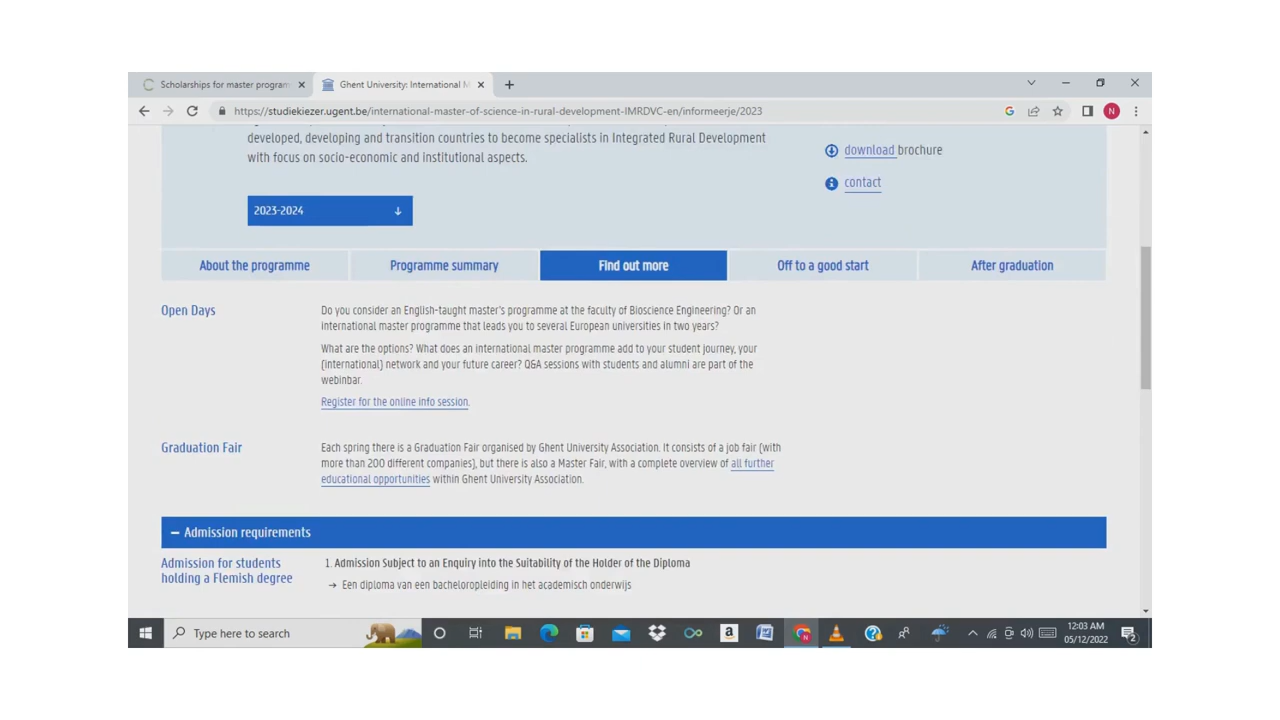 Scholarships for master program
Ghent University: International M
https://studiekiezer.ugent.be/international-master-of-science-in-rural-development-IMRDVC-en/informeerje/2023
N
developed, developing and transition countries to become specialists in Integrated Rural Development
with focus on socio-economic and institutional aspects.
download brochure
contact
2023-2024
About the programme
Programme summary
Find out more
Off to a good start
After graduation
Open Days
Do you consider an English-taught master's programme at the faculty of Bioscience Engineering? Or an
international master programme that leads you to several European universities in two years?
What are the options? What does an international master programme add to your student journey, your
(international) network and your future career? Q&A sessions with students and alumni are part of the
webinbar.
Register for the online info session.
Graduation Fair
Each spring there is a Graduation Fair organised by Ghent University Association. It consists of a job fair (with
more than 200 different companies), but there is also a Master Fair, with a complete overview of all further
educational opportunities within Ghent University Association.
Admission requirements
Admission for students
holding a Flemish degree
1. Admission Subject to an Enquiry into the Suitability of the Holder of the Diploma
→ Een diploma van een bacheloropleiding in het academisch onderwijs
Type here to search
12:03 AM
05/12/2022
2